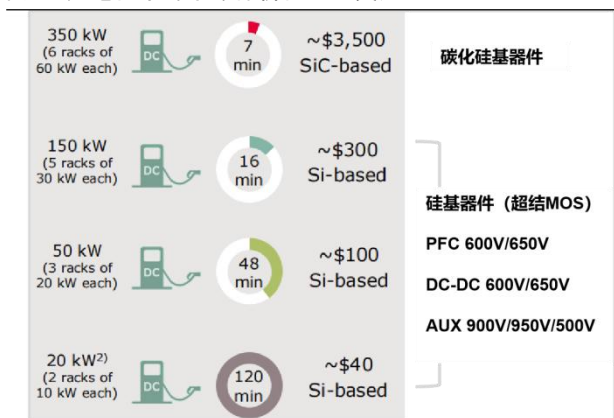 350 kW
(6 racks of
60 kW each)
DC
7
min
~$3,500
SiC-based
碳化硅基器件
150 kW
(5 racks of
30 kW each)
DC
16
min
~$300
Si-based
硅基器件（超结MOS）
PFC 600V/650V
50 kW
(3 racks of
20 kW each)
DC
48
min
~$100
Si-based
DC-DC 600V/650V
AUX 900V/950V/500V
20 kW2)
(2 racks of
10 kW each)
DC
120
min
~$40
Si-based